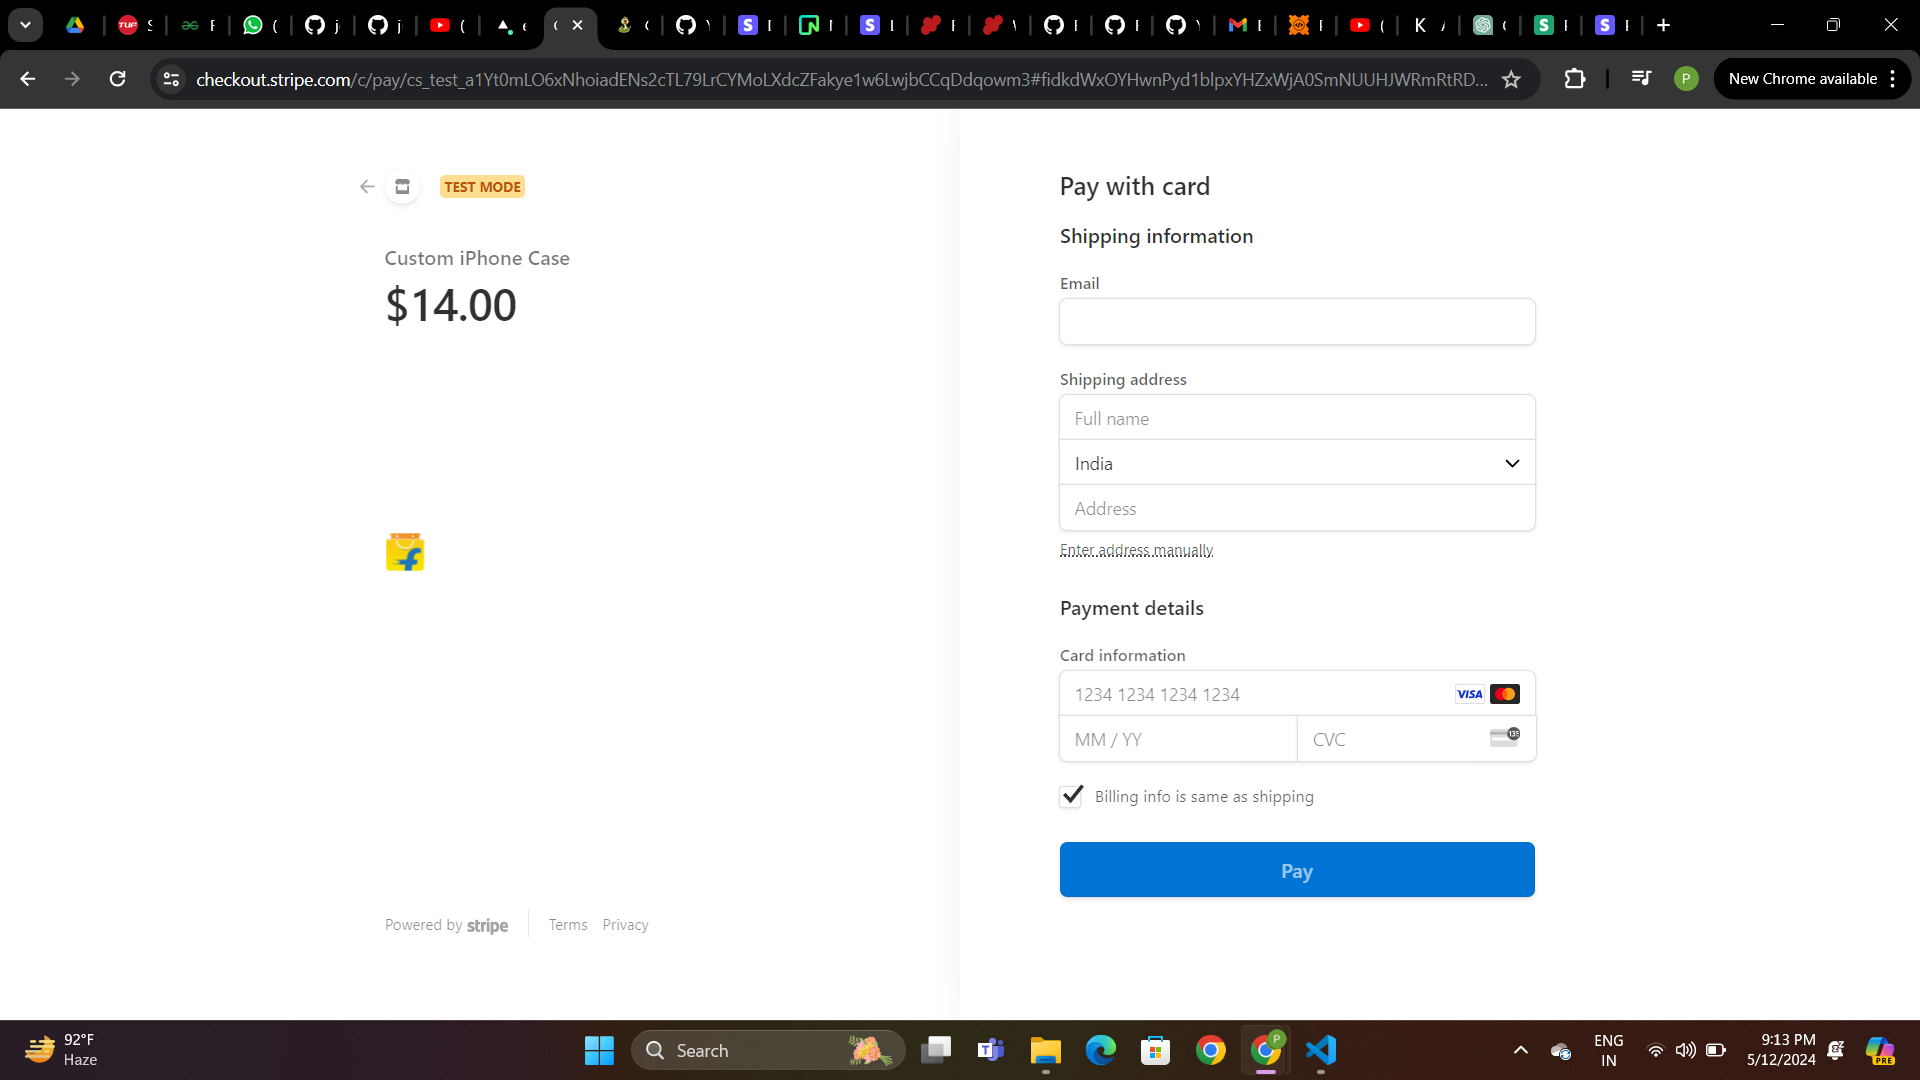 checkout.stripe.com/c/pay/cs_test_a1Yt0mLO6xNhoiadENs2cTL79LrCYMoLXdcZFakye1w6LwjbCCqDdqowm3#fidkdWxOYHwnPyd1blpxYHZxWjA0SmNUUHJWRmRtRD...
P
New Chrome available
TEST MODE
Custom iPhone Case
$14.00
Powered by stripe
Terms
Privacy
Pay with card
Shipping information
Email
Shipping address
Full name
India
Address
Enter address manually
Payment details
Card information
1234 1234 1234 1234
VISA
MM / YY
CVC
135
Billing info is same as shipping
Pay
92°F
Haze
Search
ENG
IN
9:13 PM
5/12/2024
PRE